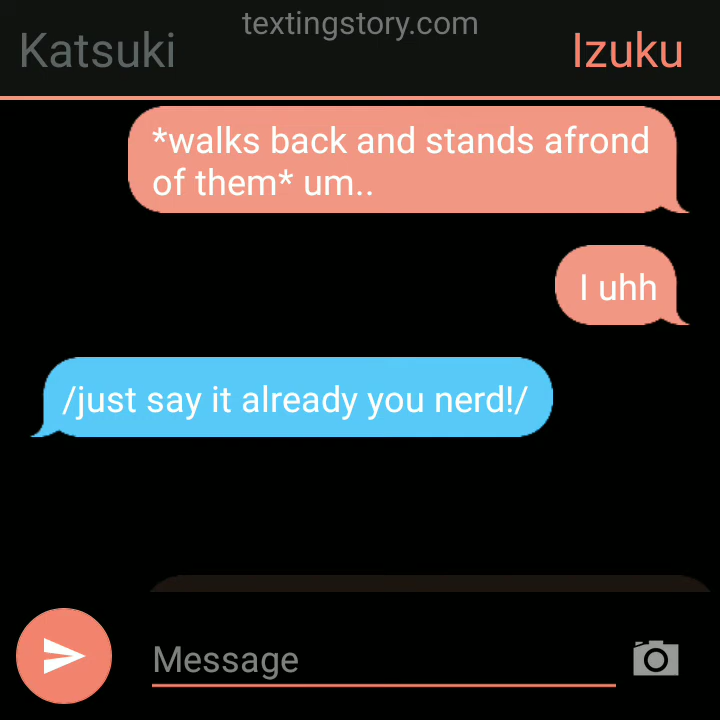 textingstory.com
Katsuki
Izuku
*walks back and stands afrond
of them* um..
I uhh
/just say it already you nerd!/
Message